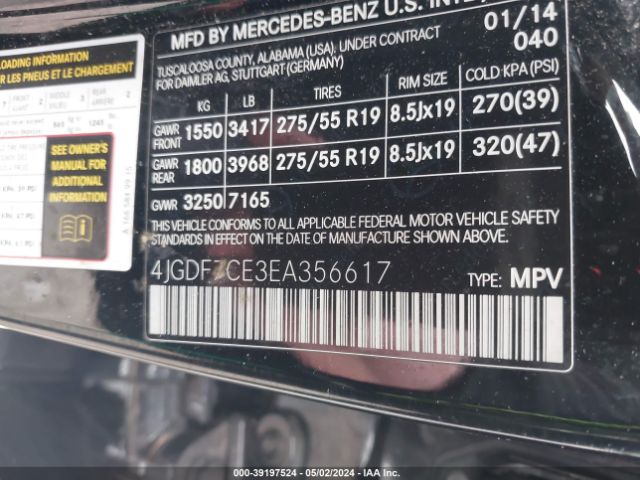 LOADING INFORMATION
LES PNEUS ET LE CHARGEMENT
SEE OWNER'S
MANUAL FOR
ADDITIONAL
INFORMATION
MFD BY MERCEDES-BENZ U.S.
01/14
TUSCALOOSA COUNTY, ALABAMA (USA). UNDER CONTRACT
040
FOR DAIMLER AG, STUTTGART (GERMANY)
KG LB TIRES RIM SIZE COLD KPA (PSI)
GAWR FRONT 1550 3417 275/55 R19 8.5Jx19 270(39)
GAWR REAR 1800 3968 275/55 R19 8.5Jx19 320(47)
GVWR 3250 7165
THIS VEHICLE CONFORMS TO ALL APPLICABLE FEDERAL MOTOR VEHICLE SAFETY
STANDARDS IN EFFECT ON THE DATE OF MANUFACTURE SHOWN ABOVE.
4JGDF7CE3EA356617
TYPE: MPV
000-39197524 - 05/02/2024 - IAA Inc.